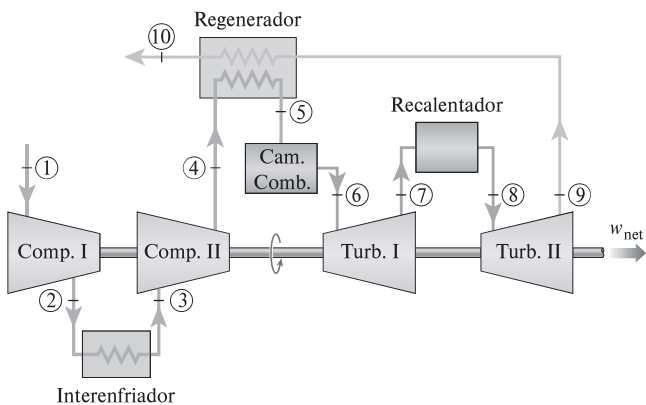 Regenerador
10
5
Recalentador
1
4
Cam.
Comb.
6
7
8
9
Comp. I
Comp. II
Turb. I
Turb. II
wnet
2
3
Interenfriador